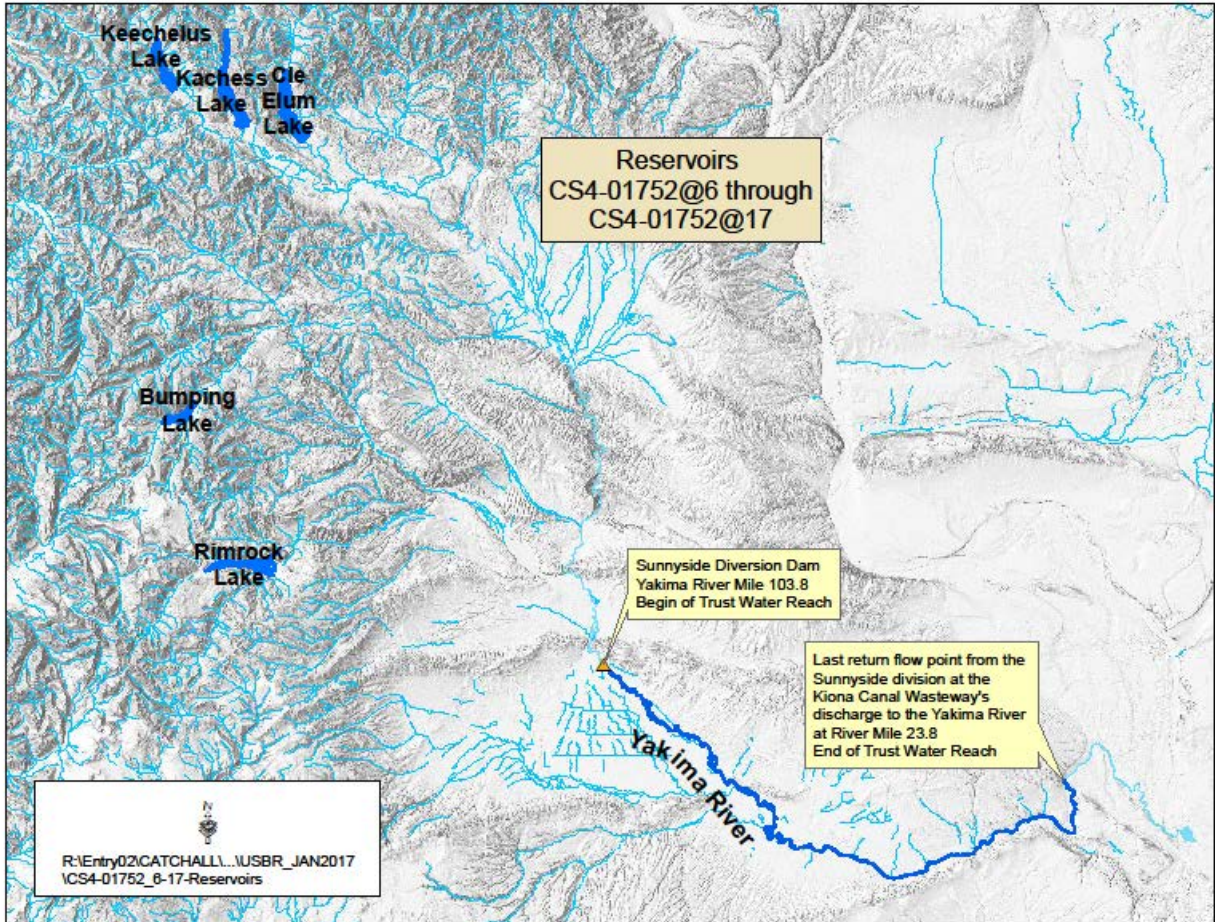 Keechelus
Lake
Kachess
Lake
Cle
Elum
Lake
Reservoirs
CS4-01752@6 through
CS4-01752@17
Bumping
Lake
Rimrock
Lake
Sunnyside Diversion Dam
Yakima River Mile 103.8
Begin of Trust Water Reach
Last return flow point from the
Sunnyside division at the
Kiona Canal Wasteway's
discharge to the Yakima River
at River Mile 23.8
End of Trust Water Reach
Yakima River
N
R:\Entry02\CATCHALL\...\USBR_JAN2017
\CS4-01752_6-17-Reservoirs